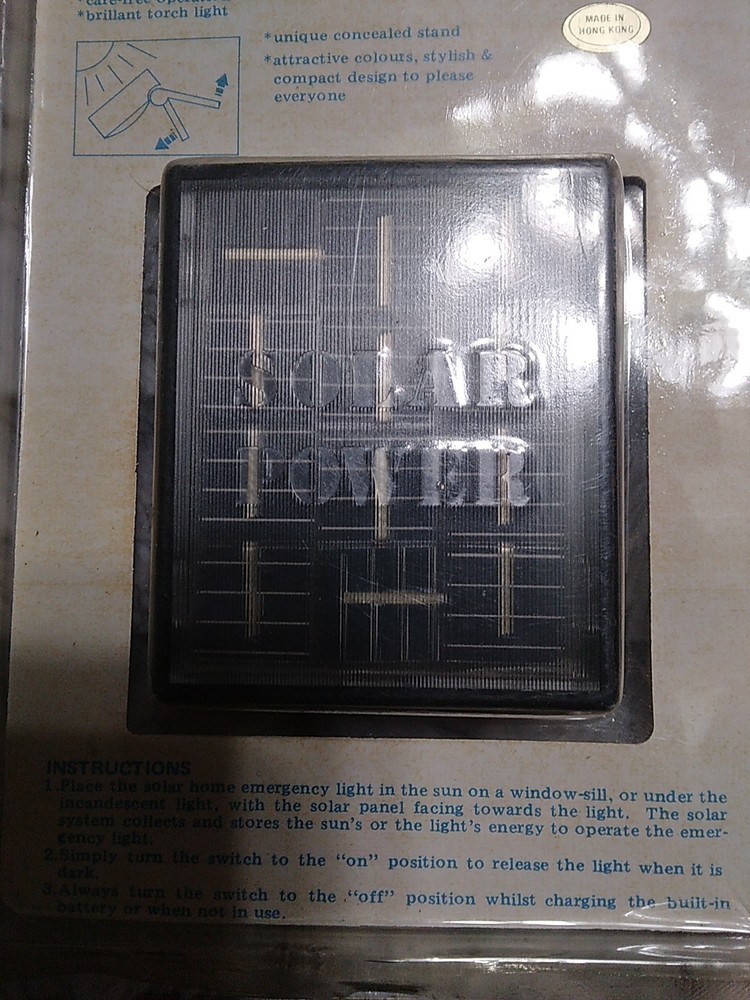 *care-free operation
*brillant torch light
MADE IN
HONG KONG
*unique concealed stand
*attractive colours, stylish &
compact design to please
everyone
SOLAR
POWER
INSTRUCTIONS
1.Place the solar home emergency light in the sun on a window-sill, or under the
incandescent light, with the solar panel facing towards the light. The solar
system collects and stores the sun's or the light's energy to operate the emer-
gency light.
2.Simply turn the switch to the "on" position to release the light when it is
dark.
3.Always turn the switch to the "off" position whilst charging the built-in
battery or when not in use.